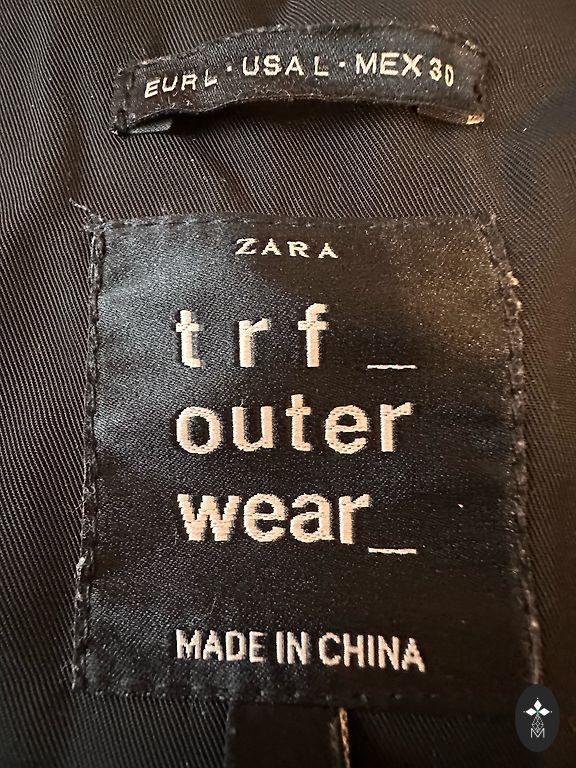 EUR L · USA L · MEX 30
ZARA
trf_
outer
wear_
MADE IN CHINA
M